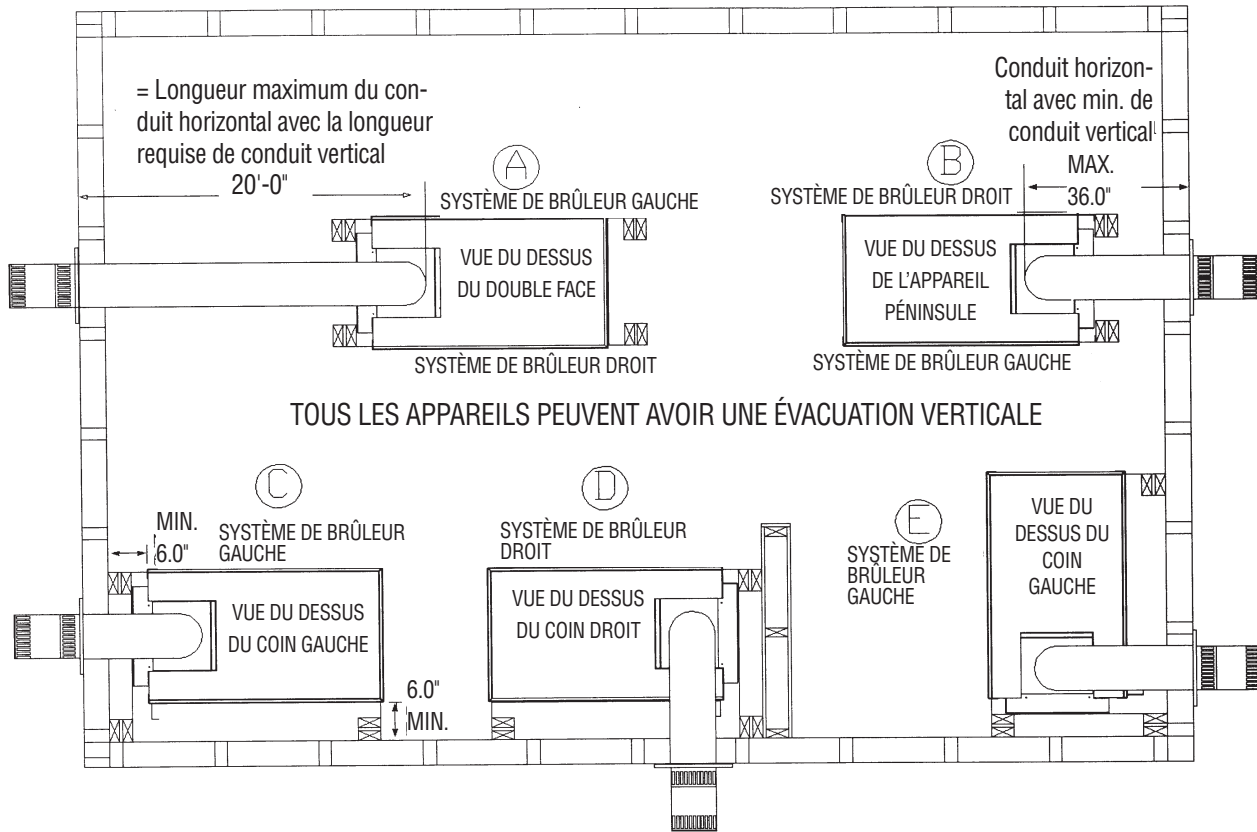 = Longueur maximum du con-
duit horizontal avec la longueur
requise de conduit vertical
20'-0"
A
SYSTÈME DE BRÛLEUR GAUCHE
VUE DU DESSUS
DU DOUBLE FACE
SYSTÈME DE BRÛLEUR DROIT
Conduit horizon-
tal avec min. de
conduit vertical
MAX.
36.0"
B
SYSTÈME DE BRÛLEUR DROIT
VUE DU DESSUS
DE L'APPAREIL
PÉNINSULE
SYSTÈME DE BRÛLEUR GAUCHE
TOUS LES APPAREILS PEUVENT AVOIR UNE ÉVACUATION VERTICALE
C
MIN.
6.0"
SYSTÈME DE BRÛLEUR
GAUCHE
VUE DU DESSUS
DU COIN GAUCHE
6.0"
MIN.
D
SYSTÈME DE BRÛLEUR
DROIT
VUE DU DESSUS
DU COIN DROIT
E
SYSTÈME DE
BRÛLEUR
GAUCHE
VUE DU
DESSUS DU
COIN
GAUCHE